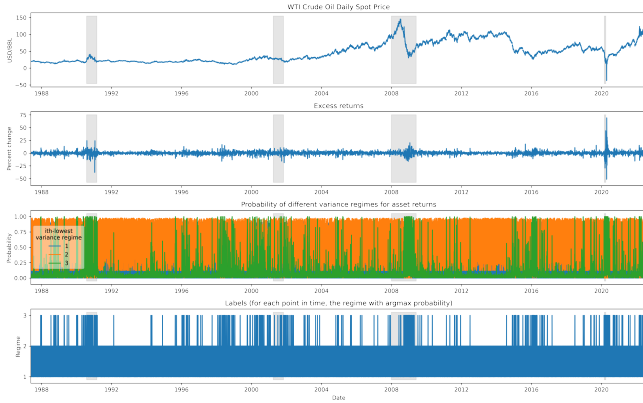 WTI Crude Oil Daily Spot Price
150
100
50
0
−50
USD/BBL
1988 1992 1996 2000 2004 2008 2012 2016 2020
Excess returns
75
50
25
0
−25
−50
Percent change
1988 1992 1996 2000 2004 2008 2012 2016 2020
Probability of different variance regimes for asset returns
1.00
0.75
0.50
0.25
0.00
Probability
ith-lowest
variance regime
1
2
3
1988 1992 1996 2000 2004 2008 2012 2016 2020
Labels (for each point in time, the regime with argmax probability)
3
2
1
Regime
1988 1992 1996 2000 2004 2008 2012 2016 2020
Date